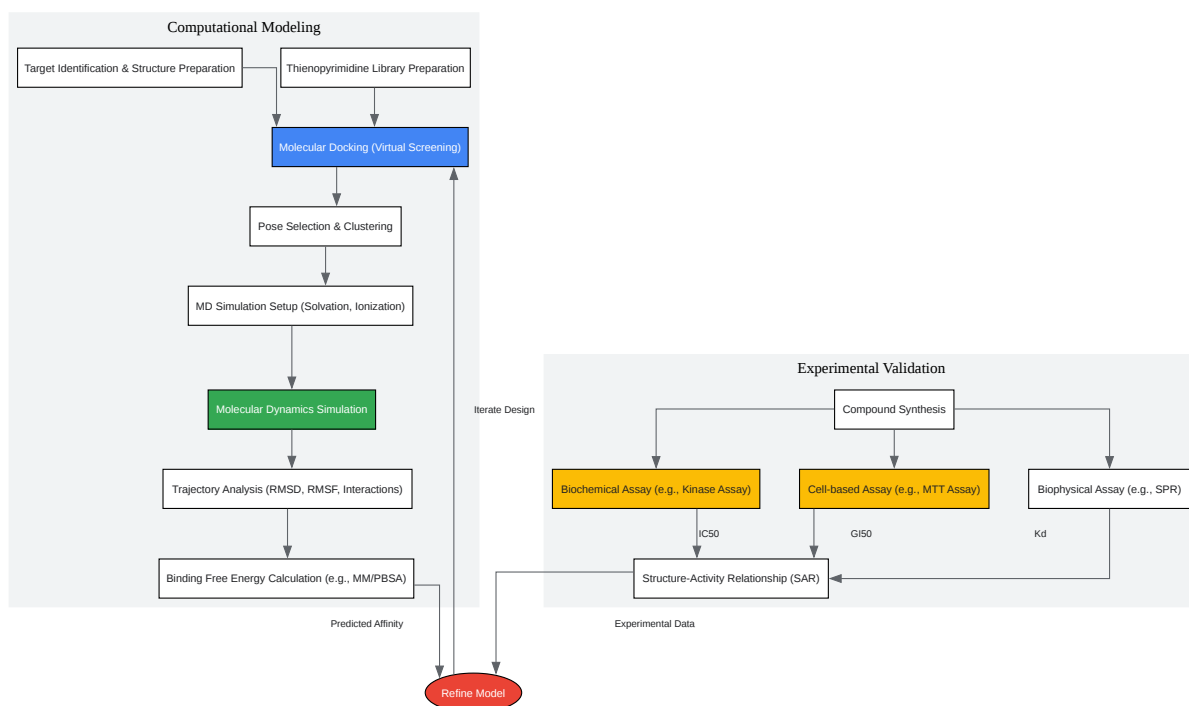 Computational Modeling
Target Identification & Structure Preparation
Thienopyrimidine Library Preparation
Molecular Docking (Virtual Screening)
Pose Selection & Clustering
MD Simulation Setup (Solvation, Ionization)
Molecular Dynamics Simulation
Trajectory Analysis (RMSD, RMSF, Interactions)
Binding Free Energy Calculation (e.g., MM/PBSA)
Predicted Affinity
Iterate Design
Experimental Validation
Compound Synthesis
Biochemical Assay (e.g., Kinase Assay)
Cell-based Assay (e.g., MTT Assay)
Biophysical Assay (e.g., SPR)
IC50
GI50
Kd
Structure-Activity Relationship (SAR)
Experimental Data
Refine Model